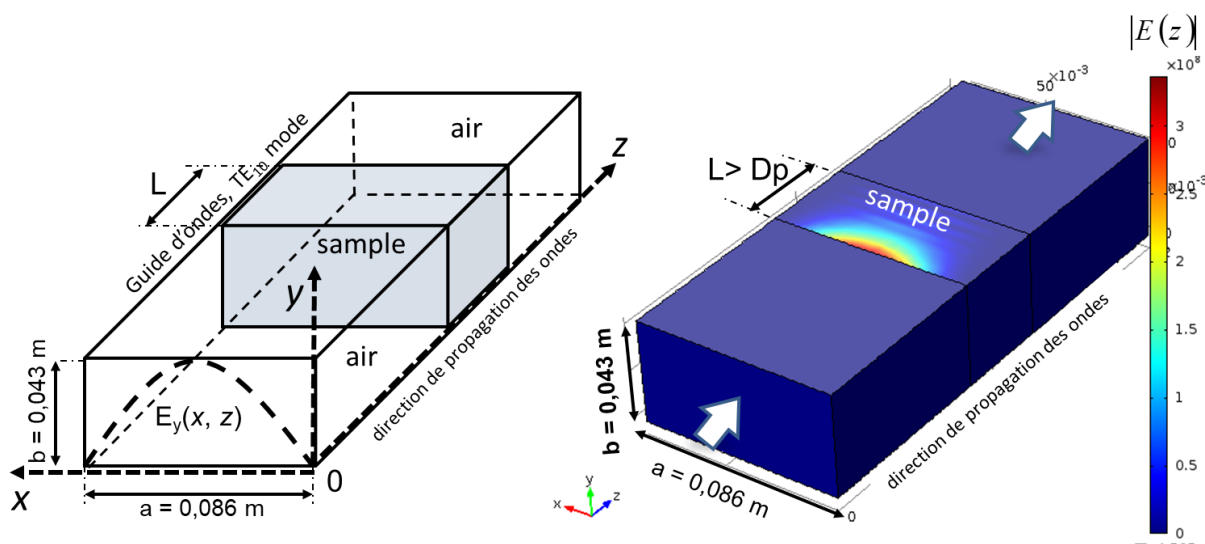 air
Guide d'ondes, TE10 mode
L
sample
z
y
air
direction de propagation des ondes
b = 0,043 m
Ey(x, z)
x
0
a = 0,086 m
|E(z)|
×10⁸
50
×10⁻³
3
10⁻³
2.5
2
1.5
1
0.5
0
L> Dp
sample
b = 0,043 m
a = 0,086 m
0
direction de propagation des ondes
y
x
z